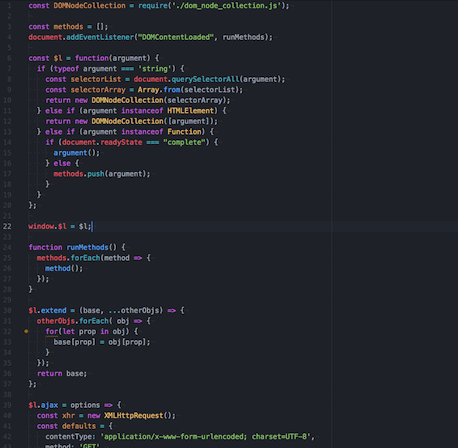 1 const DOMNodeCollection = require('./dom_node_collection.js');
2
3 const methods = [];
4 document.addEventListener("DOMContentLoaded", runMethods);
5
6 const $l = function(argument) {
7 if (typeof argument === 'string') {
8 const selectorList = document.querySelectorAll(argument);
9 const selectorArray = Array.from(selectorList);
10 return new DOMNodeCollection(selectorArray);
11 } else if (argument instanceof HTMLElement) {
12 return new DOMNodeCollection([argument]);
13 } else if (argument instanceof Function) {
14 if (document.readyState === "complete") {
15 argument();
16 } else {
17 methods.push(argument);
18 }
19 }
20 };
21
22 window.$l = $l;
23
24 function runMethods() {
25 methods.forEach(method => {
26 method();
27 });
28 }
29
30 $l.extend = (base, ...otherObjs) => {
31 otherObjs.forEach( obj => {
32 for(let prop in obj) {
33 base[prop] = obj[prop];
34 }
35 });
36 return base;
37 };
38
39 $l.ajax = options => {
40 const xhr = new XMLHttpRequest();
41 const defaults = {
42 contentType: 'application/x-www-form-urlencoded; charset=UTF-8',
43 method: 'GET',